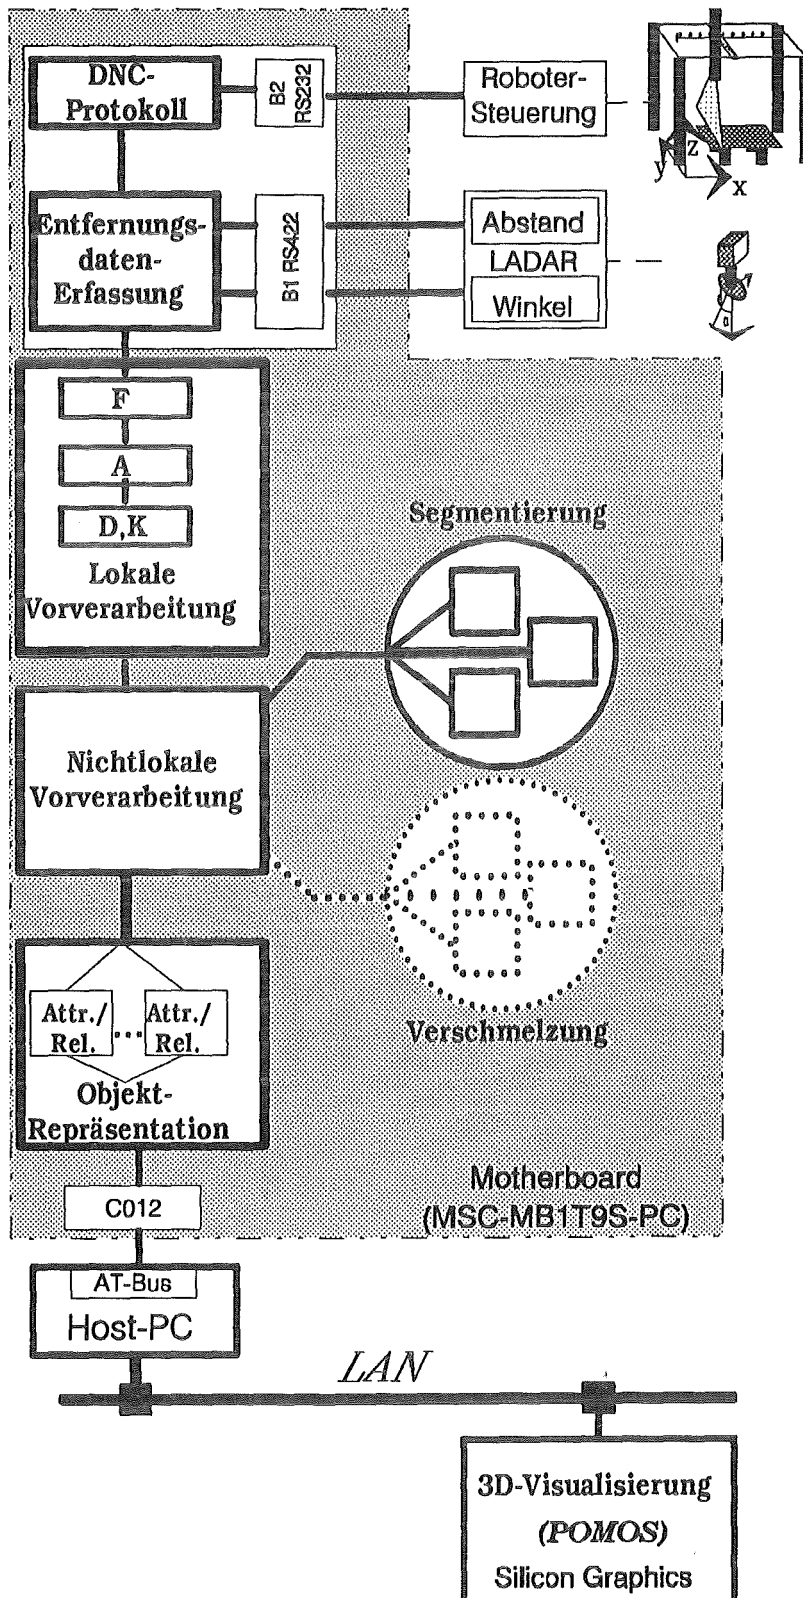 DNC-
Protokoll
B2
RS232
Roboter-
Steuerung
y
z
x
Entfernungs-
daten-
Erfassung
B1 RS422
Abstand
LADAR
Winkel
F
A
D,K
Lokale
Vorverarbeitung
Segmentierung
Nichtlokale
Vorverarbeitung
Verschmelzung
Attr./
Rel.
...
Attr./
Rel.
Objekt-
Repräsentation
Motherboard
(MSC-MB1T9S-PC)
C012
AT-Bus
Host-PC
LAN
3D-Visualisierung
(POMOS)
Silicon Graphics